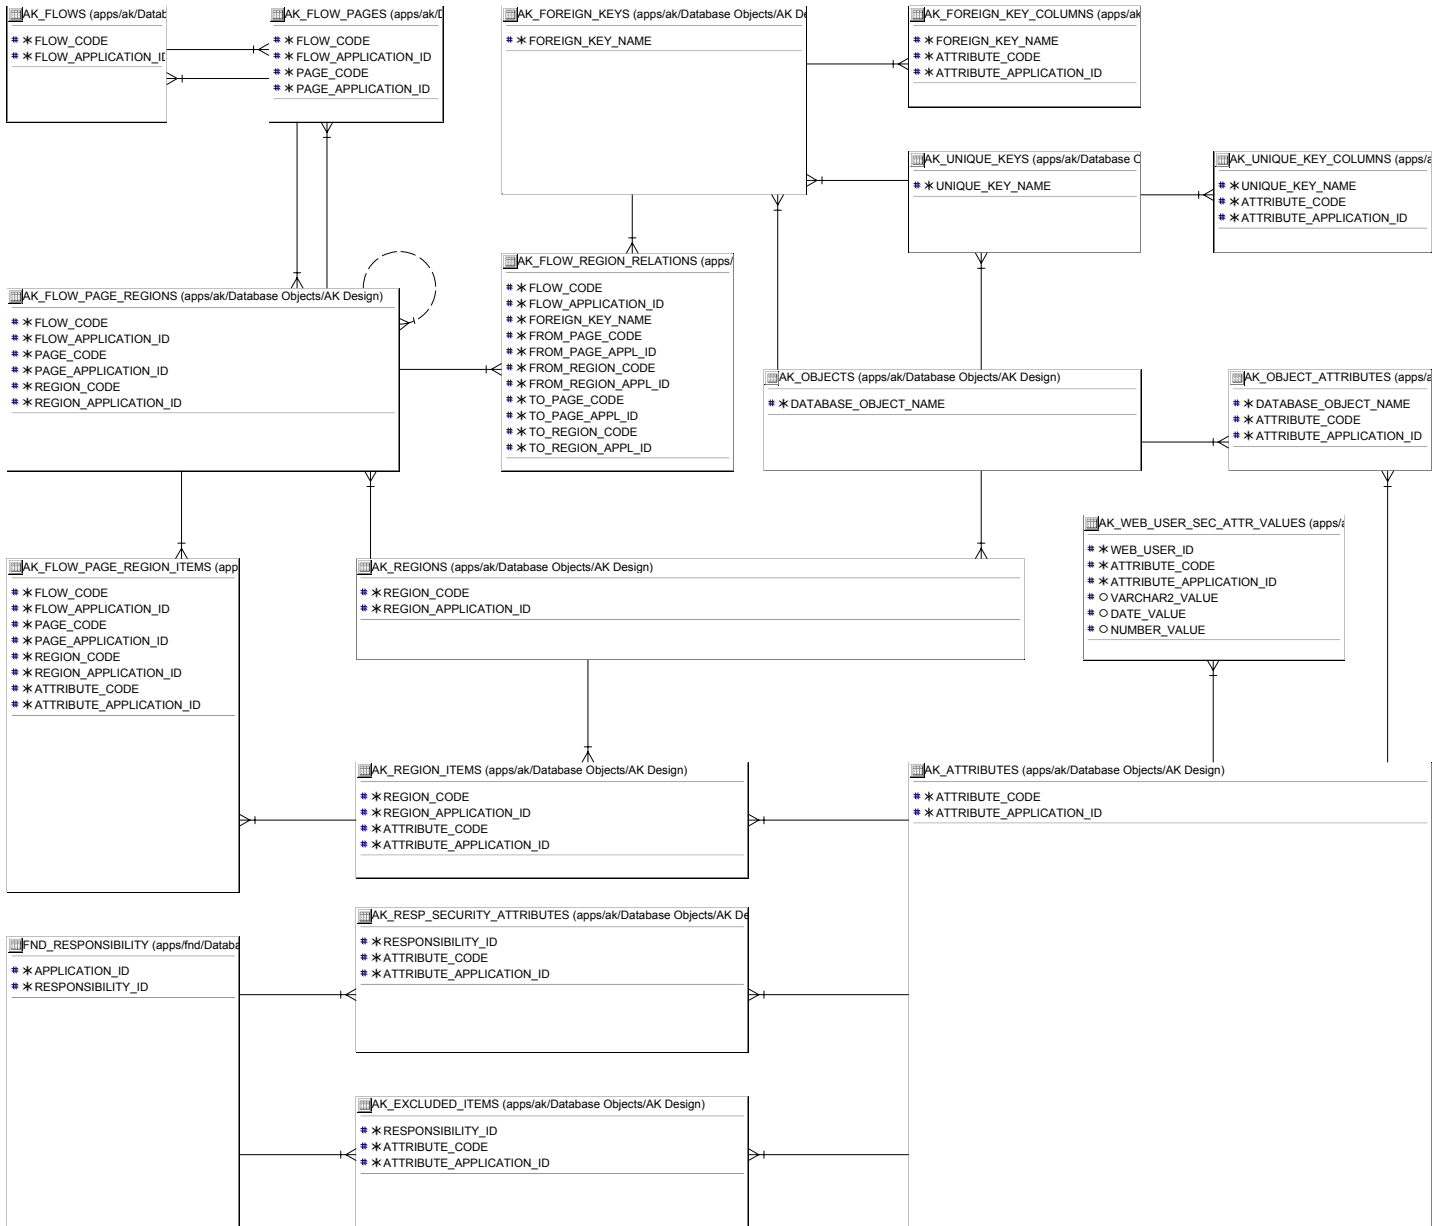 AK_FLOWS (apps/ak/Datab
# * FLOW_CODE
# * FLOW_APPLICATION_ID
AK_FLOW_PAGES (apps/ak/D
# * FLOW_CODE
# * FLOW_APPLICATION_ID
# * PAGE_CODE
# * PAGE_APPLICATION_ID
AK_FOREIGN_KEYS (apps/ak/Database Objects/AK De
# * FOREIGN_KEY_NAME
AK_FOREIGN_KEY_COLUMNS (apps/ak
# * FOREIGN_KEY_NAME
# * ATTRIBUTE_CODE
# * ATTRIBUTE_APPLICATION_ID
AK_UNIQUE_KEYS (apps/ak/Database O
# * UNIQUE_KEY_NAME
AK_UNIQUE_KEY_COLUMNS (apps/a
# * UNIQUE_KEY_NAME
# * ATTRIBUTE_CODE
# * ATTRIBUTE_APPLICATION_ID
AK_FLOW_PAGE_REGIONS (apps/ak/Database Objects/AK Design)
# * FLOW_CODE
# * FLOW_APPLICATION_ID
# * PAGE_CODE
# * PAGE_APPLICATION_ID
# * REGION_CODE
# * REGION_APPLICATION_ID
AK_FLOW_REGION_RELATIONS (apps/
# * FLOW_CODE
# * FLOW_APPLICATION_ID
# * FOREIGN_KEY_NAME
# * FROM_PAGE_CODE
# * FROM_PAGE_APPL_ID
# * FROM_REGION_CODE
# * FROM_REGION_APPL_ID
# * TO_PAGE_CODE
# * TO_PAGE_APPL_ID
# * TO_REGION_CODE
# * TO_REGION_APPL_ID
AK_OBJECTS (apps/ak/Database Objects/AK Design)
# * DATABASE_OBJECT_NAME
AK_OBJECT_ATTRIBUTES (apps/a
# * DATABASE_OBJECT_NAME
# * ATTRIBUTE_CODE
# * ATTRIBUTE_APPLICATION_ID
AK_WEB_USER_SEC_ATTR_VALUES (apps/a
# * WEB_USER_ID
# * ATTRIBUTE_CODE
# * ATTRIBUTE_APPLICATION_ID
# O VARCHAR2_VALUE
# O DATE_VALUE
# O NUMBER_VALUE
AK_FLOW_PAGE_REGION_ITEMS (app
# * FLOW_CODE
# * FLOW_APPLICATION_ID
# * PAGE_CODE
# * PAGE_APPLICATION_ID
# * REGION_CODE
# * REGION_APPLICATION_ID
# * ATTRIBUTE_CODE
# * ATTRIBUTE_APPLICATION_ID
AK_REGIONS (apps/ak/Database Objects/AK Design)
# * REGION_CODE
# * REGION_APPLICATION_ID
AK_REGION_ITEMS (apps/ak/Database Objects/AK Design)
# * REGION_CODE
# * REGION_APPLICATION_ID
# * ATTRIBUTE_CODE
# * ATTRIBUTE_APPLICATION_ID
AK_ATTRIBUTES (apps/ak/Database Objects/AK Design)
# * ATTRIBUTE_CODE
# * ATTRIBUTE_APPLICATION_ID
AK_RESP_SECURITY_ATTRIBUTES (apps/ak/Database Objects/AK De
# * RESPONSIBILITY_ID
# * ATTRIBUTE_CODE
# * ATTRIBUTE_APPLICATION_ID
FND_RESPONSIBILITY (apps/fnd/Databa
# * APPLICATION_ID
# * RESPONSIBILITY_ID
AK_EXCLUDED_ITEMS (apps/ak/Database Objects/AK Design)
# * RESPONSIBILITY_ID
# * ATTRIBUTE_CODE
# * ATTRIBUTE_APPLICATION_ID